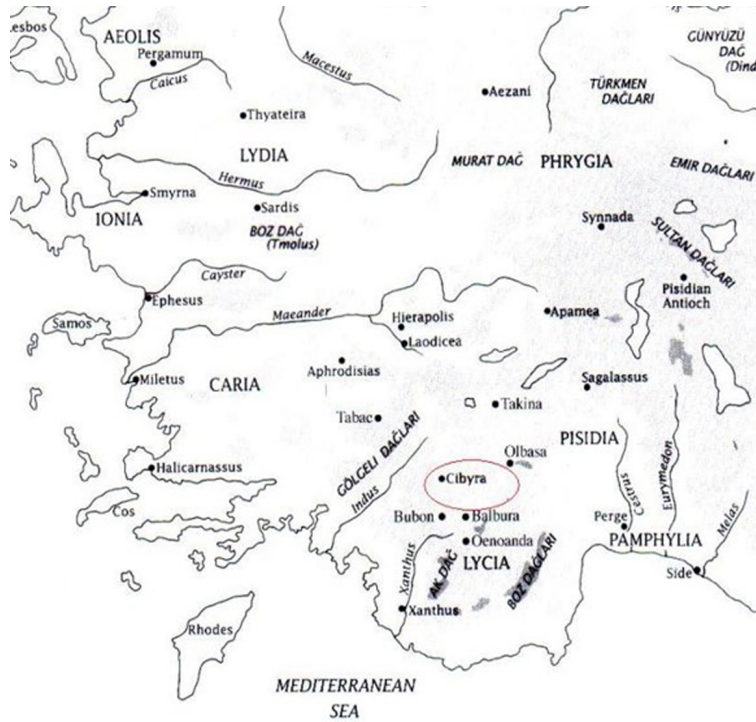 esbos
AEOLIS
Pergamum
Caicus
Macestus
Aezani
GÜNYÜZÜ
DAĞ
(Dind
TÜRKMEN
DAĞLARI
Thyateira
LYDIA
MURAT DAĞ
PHRYGIA
EMIR DAĞLARI
Hermus
Smyrna
Sardis
IONIA
BOZ DAĞ
(Tmolus)
Synnada
SULTAN DAĞLARI
Cayster
Pisidian
Antioch
Ephesus
Maeander
Hierapolis
Apamea
Samos
Laodicea
Aphrodisias
Miletus
CARIA
Sagalassus
Takina
Tabac
GÖLGELİ DAĞLARI
PISIDIA
Olbasa
Halicarnassus
Cibyra
Indus
Cestrus
Eurymedon
Cos
Bubon
Balbura
Perge
Melas
Oenoanda
PAMPHYLIA
Xanthus
LYCIA
AK DAĞ
BOZ DAĞLARI
Side
Xanthus
Rhodes
MEDITERRANEAN
SEA